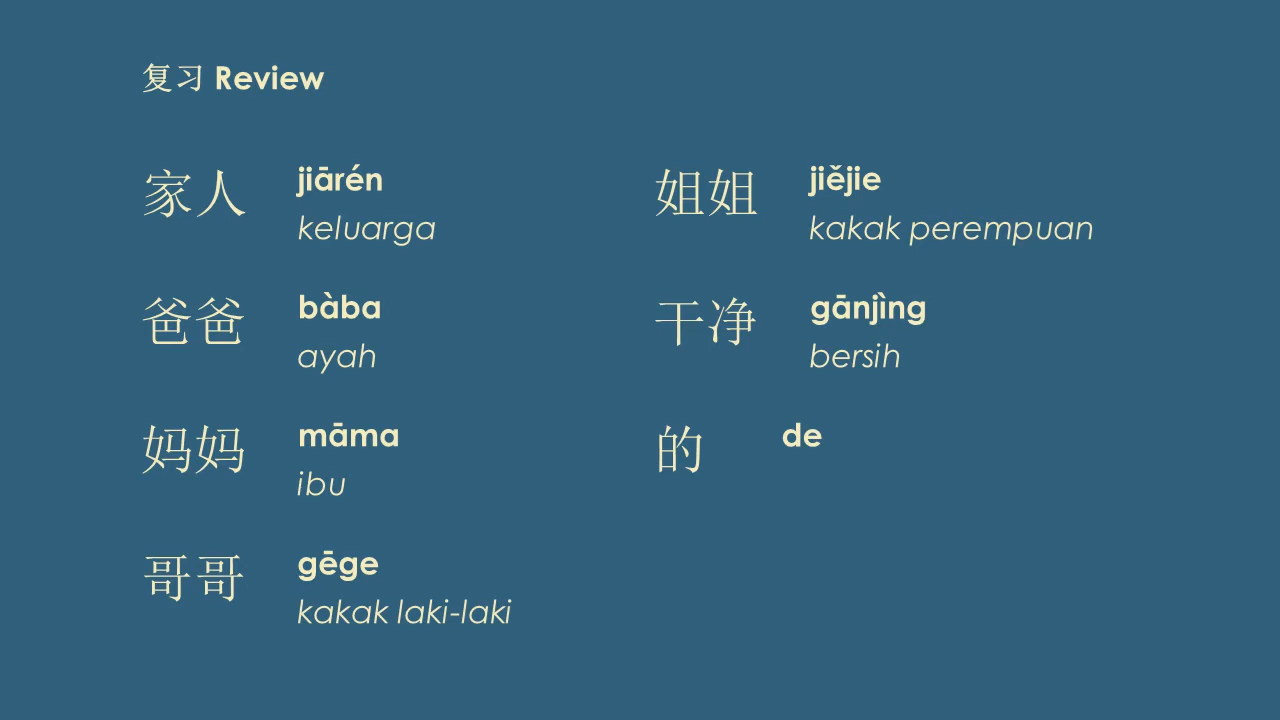 复习 Review
家人 jiārén
keluarga
爸爸 bàba
ayah
妈妈 māma
ibu
哥哥 gēge
kakak laki-laki
姐姐 jiějie
kakak perempuan
干净 gānjìng
bersih
的 de